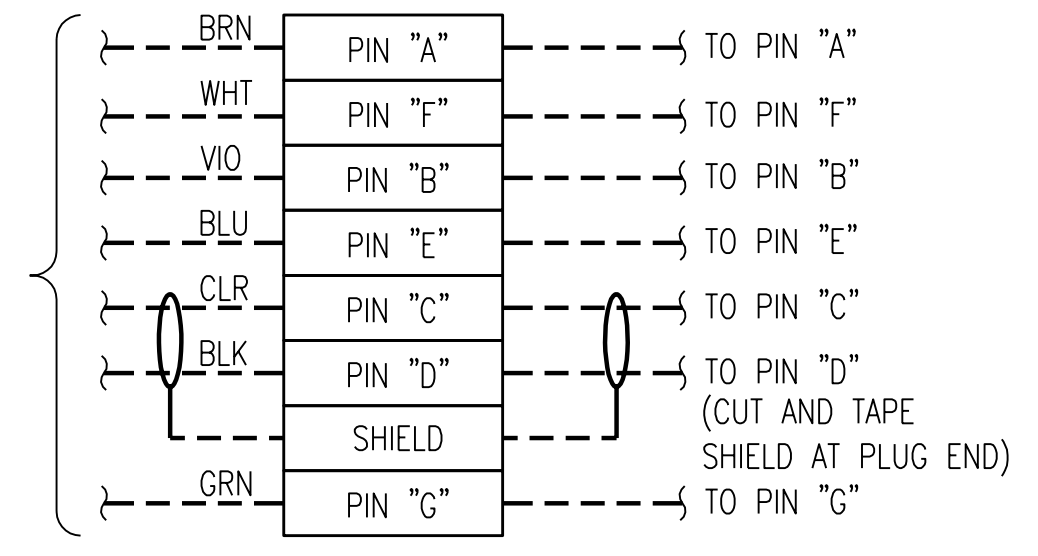 BRN PIN "A" TO PIN "A"
WHT PIN "F" TO PIN "F"
VIO PIN "B" TO PIN "B"
BLU PIN "E" TO PIN "E"
CLR PIN "C" TO PIN "C"
BLK PIN "D" TO PIN "D"
(CUT AND TAPE
SHIELD
SHIELD AT PLUG END)
GRN PIN "G" TO PIN "G"